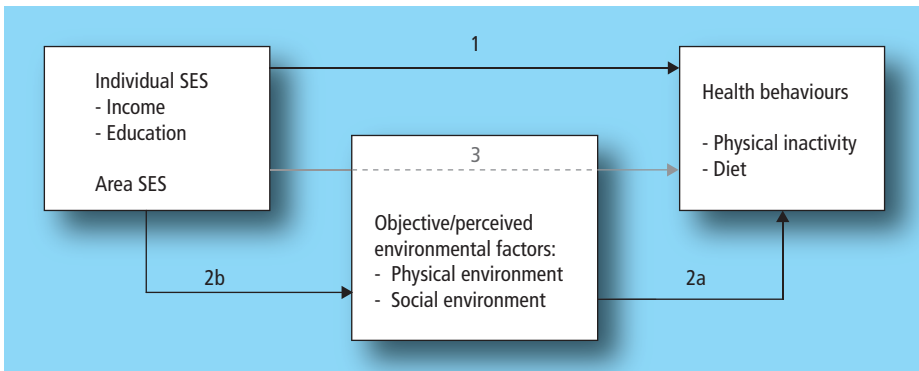 1
Individual SES
- Income
- Education
Area SES
Health behaviours
- Physical inactivity
- Diet
3
Objective/perceived
environmental factors:
- Physical environment
- Social environment
2b
2a